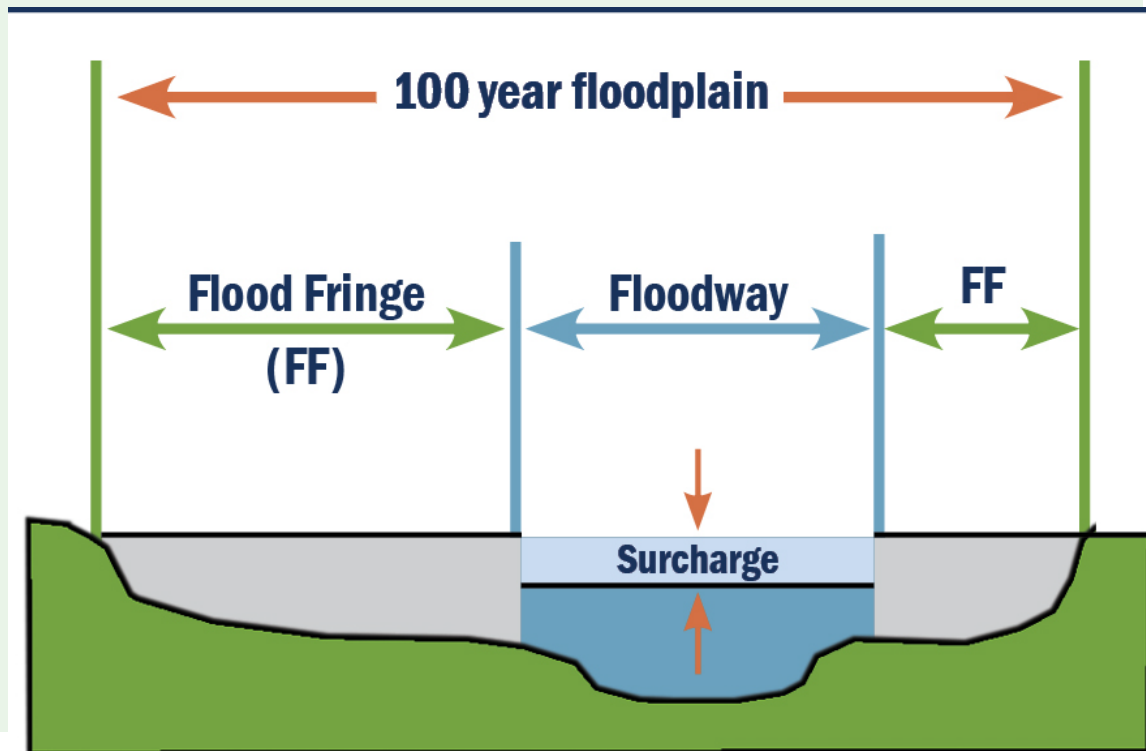 100 year floodplain
Flood Fringe
(FF)
Floodway
FF
Surcharge